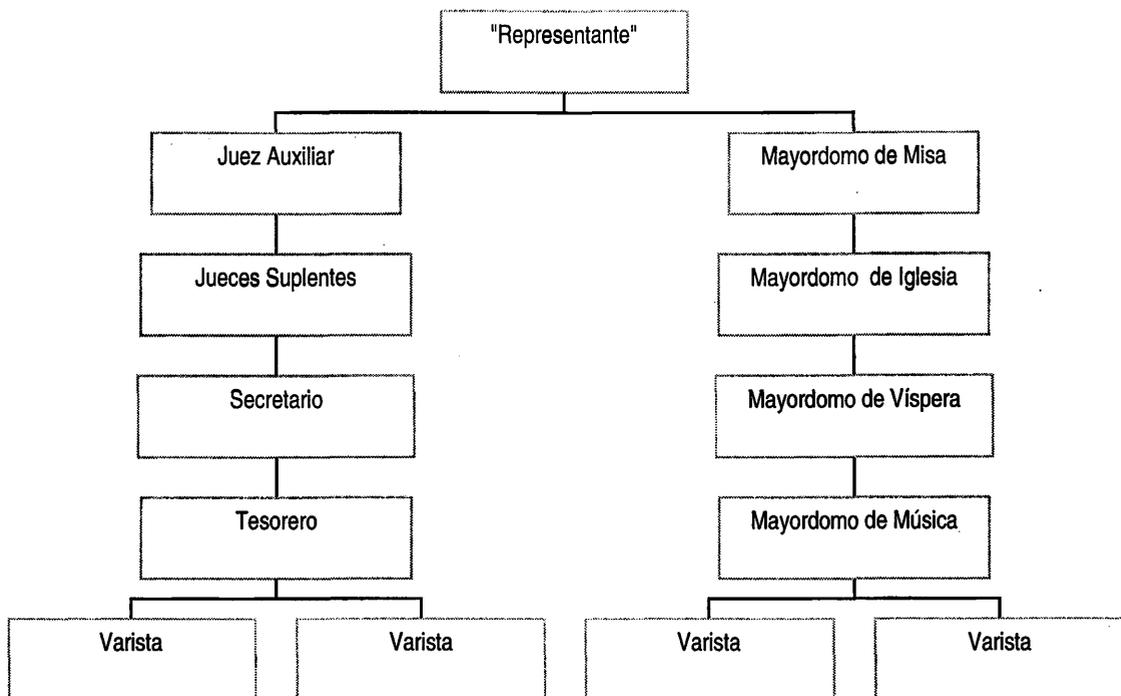 "Representante"
Juez Auxiliar
Mayordomo de Misa
Jueces Suplentes
Mayordomo de Iglesia
Secretario
Mayordomo de Víspera
Tesorero
Mayordomo de Música
Varista
Varista
Varista
Varista